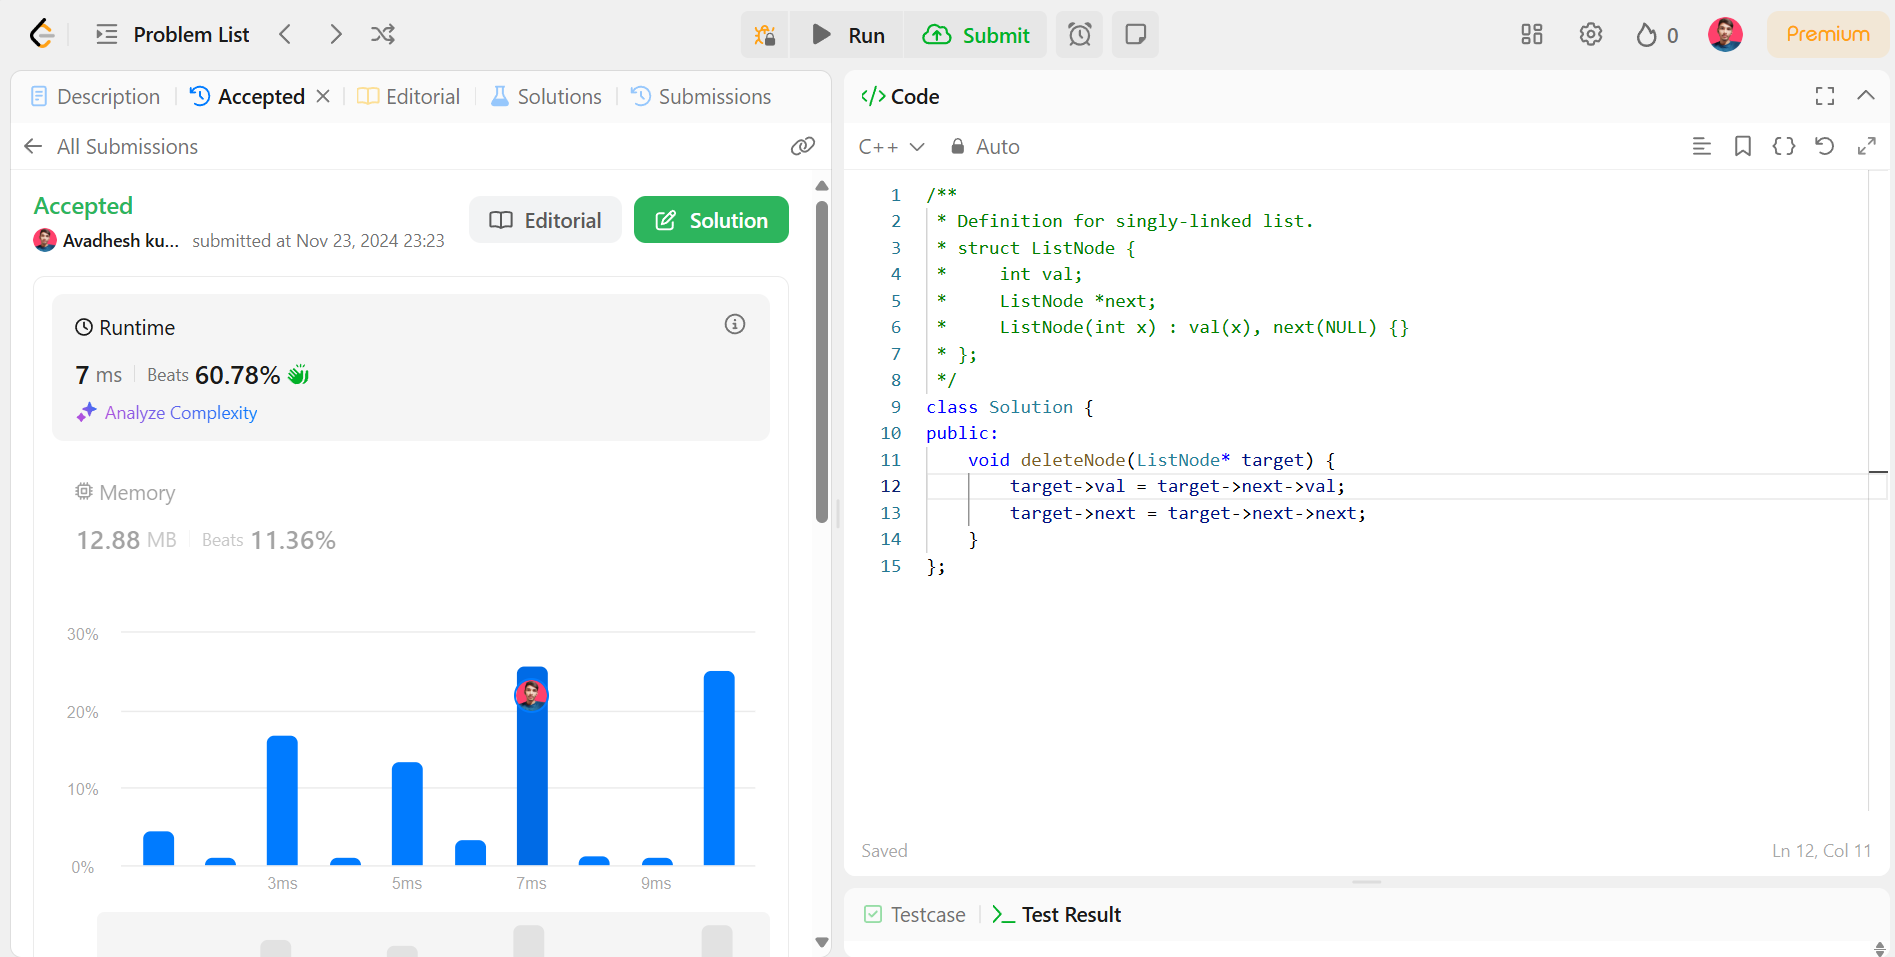 Problem List
Run
Submit
0
Premium
Description
Accepted
Editorial
Solutions
Submissions
All Submissions
Accepted
Avadhesh ku...
submitted at Nov 23, 2024 23:23
Editorial
Solution
Runtime
7 ms
Beats 60.78%
Analyze Complexity
Memory
12.88 MB
Beats 11.36%
30%
20%
10%
0%
3ms
5ms
7ms
9ms
</> Code
C++
Auto
1 /**
2  * Definition for singly-linked list.
3  * struct ListNode {
4  *     int val;
5  *     ListNode *next;
6  *     ListNode(int x) : val(x), next(NULL) {}
7  * };
8  */
9 class Solution {
10 public:
11     void deleteNode(ListNode* target) {
12         target->val = target->next->val;
13         target->next = target->next->next;
14     }
15 };
Saved
Ln 12, Col 11
Testcase
Test Result